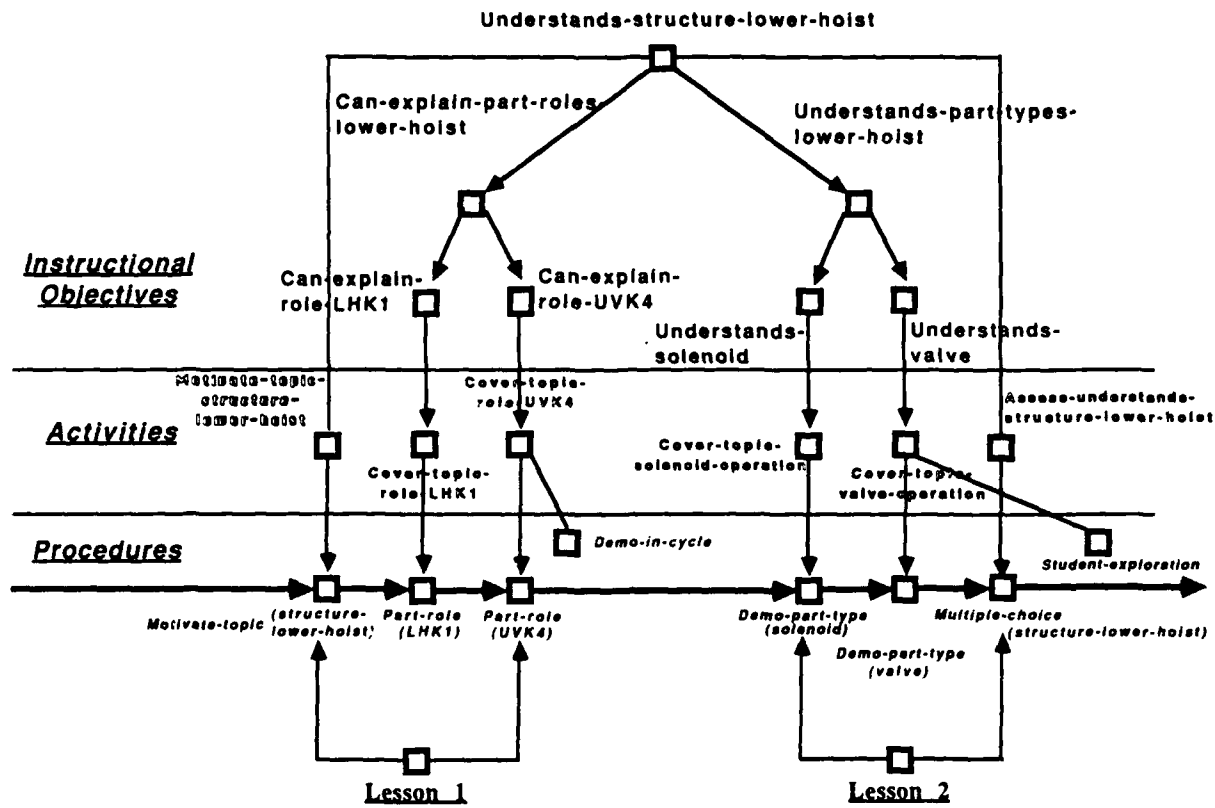 Understands-structure-lower-hoist
Can-explain-part-roles-
lower-hoist
Understands-part-types-
lower-hoist
Instructional
Objectives
Can-explain-
role-LHK1
Can-explain-
role-UVK4
Understands-
solenoid
Understands-
valve
Motivate-topic-
structure-
lower-hoist
Cover-topic-
role-UVK4
Assess-understands-
structure-lower-hoist
Activities
Cover-topic-
role-LHK1
Cover-topic-
solenoid-operation
Cover-topic-
valve-operation
Procedures
Demo-in-cycle
Student-exploration
Motivate-topic (structure-
lower-hoist)
Part-role
(LHK1)
Part-role
(UVK4)
Demo-part-type
(solenoid)
Demo-part-type
(valve)
Multiple-choice
(structure-lower-hoist)
Lesson 1
Lesson 2